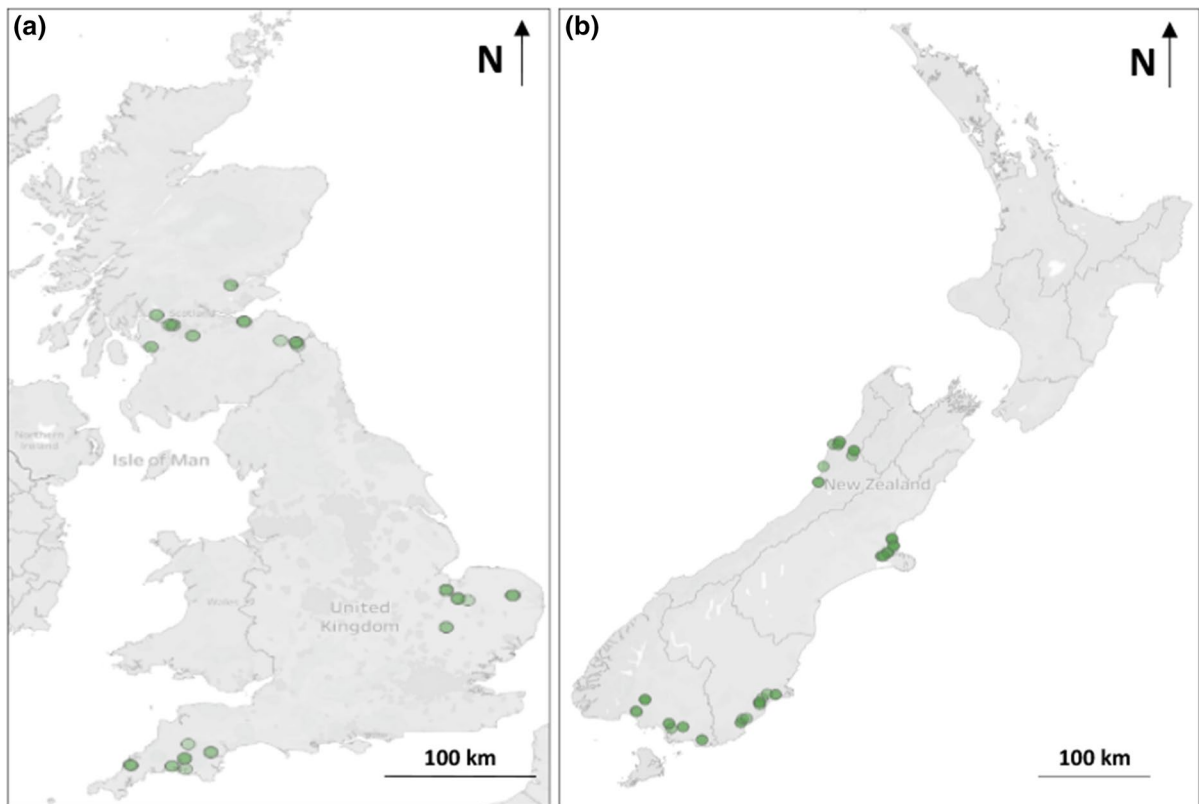 (a)
N
Scotland
Northern
Ireland
Isle of Man
Wales
United
Kingdom
100 km
(b)
N
New Zealand
100 km